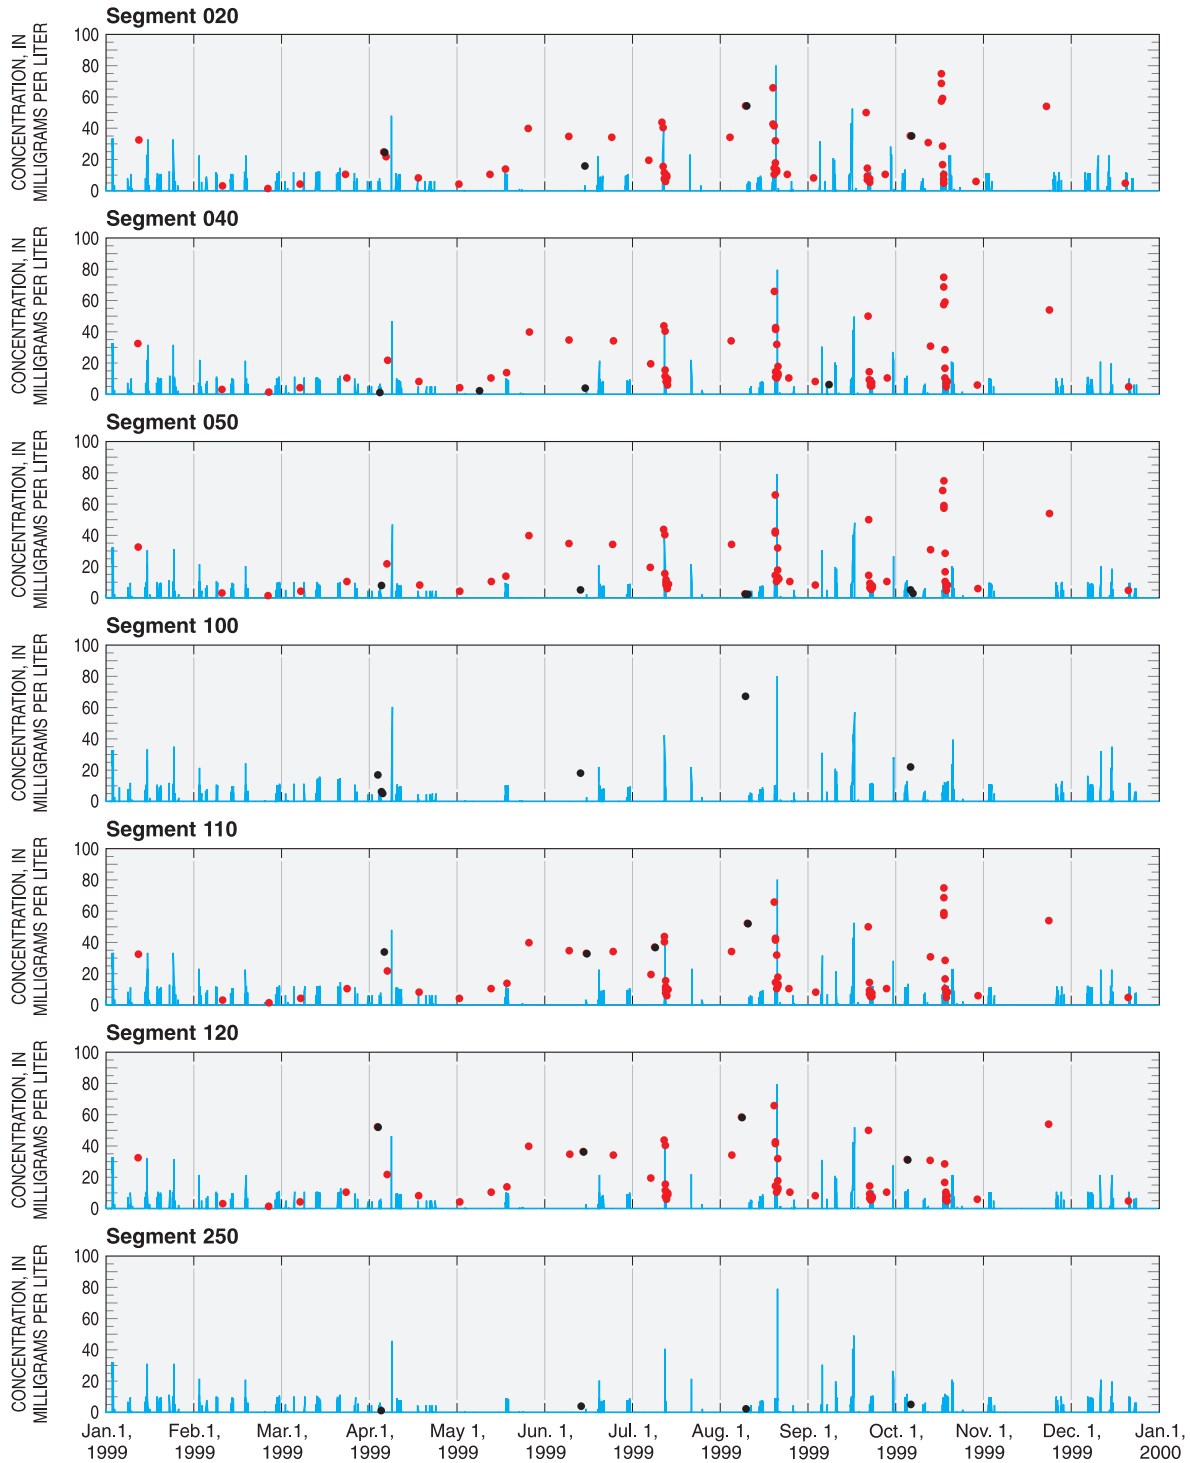 Segment 020
CONCENTRATION, IN
MILLIGRAMS PER LITER
100
80
60
40
20
0
Segment 040
CONCENTRATION, IN
MILLIGRAMS PER LITER
100
80
60
40
20
0
Segment 050
CONCENTRATION, IN
MILLIGRAMS PER LITER
100
80
60
40
20
0
Segment 100
CONCENTRATION, IN
MILLIGRAMS PER LITER
100
80
60
40
20
0
Segment 110
CONCENTRATION, IN
MILLIGRAMS PER LITER
100
80
60
40
20
0
Segment 120
CONCENTRATION, IN
MILLIGRAMS PER LITER
100
80
60
40
20
0
Segment 250
CONCENTRATION, IN
MILLIGRAMS PER LITER
100
80
60
40
20
0
Jan.1, Feb.1, Mar.1, Apr.1, May 1, Jun. 1, Jul. 1, Aug. 1, Sep. 1, Oct. 1, Nov. 1, Dec. 1, Jan.1,
1999 1999 1999 1999 1999 1999 1999 1999 1999 1999 1999 1999 2000